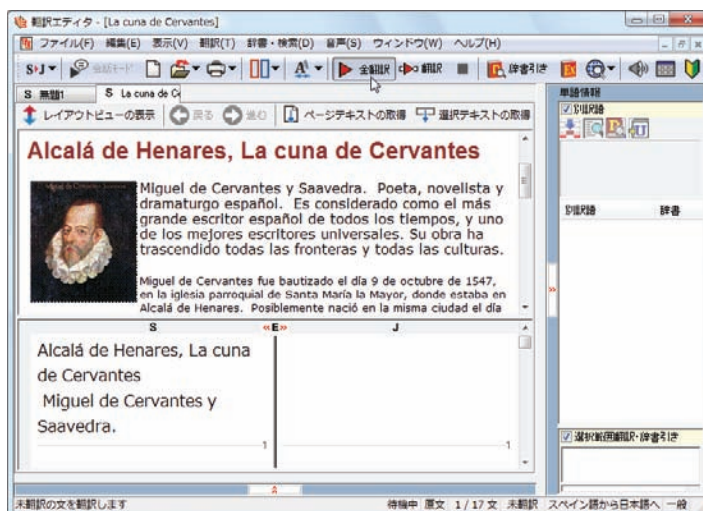 翻訳エディタ - [La cuna de Cervantes]
ファイル(F) 編集(E) 表示(V) 翻訳(T) 辞書・検索(D) 音声(S) ウィンドウ(W) ヘルプ(H)
S▸J 会話モード 全翻訳 翻訳 辞書引き
S 無題1 S La cuna de C
レイアウトビューの表示 戻る 進む ページテキストの取得 選択テキストの取得
Alcalá de Henares, La cuna de Cervantes
Miguel de Cervantes y Saavedra. Poeta, novelista y
dramaturgo español. Es considerado como el más
grande escritor español de todos los tiempos, y uno
de los mejores escritores universales. Su obra ha
trascendido todas las fronteras y todas las culturas.
Miguel de Cervantes fue bautizado el día 9 de octubre de 1547,
en la iglesia parroquial de Santa María la Mayor, donde estaba en
Alcalá de Henares. Posiblemente nació en la misma ciudad el día
S «E» J
Alcalá de Henares, La cuna
de Cervantes
Miguel de Cervantes y
Saavedra.
1 1
単語情報
別訳語
別訳語 辞書
選択範囲翻訳・辞書引き
未翻訳の文を翻訳します 待機中 原文 1 / 17 文 未翻訳 スペイン語から日本語へ 一般